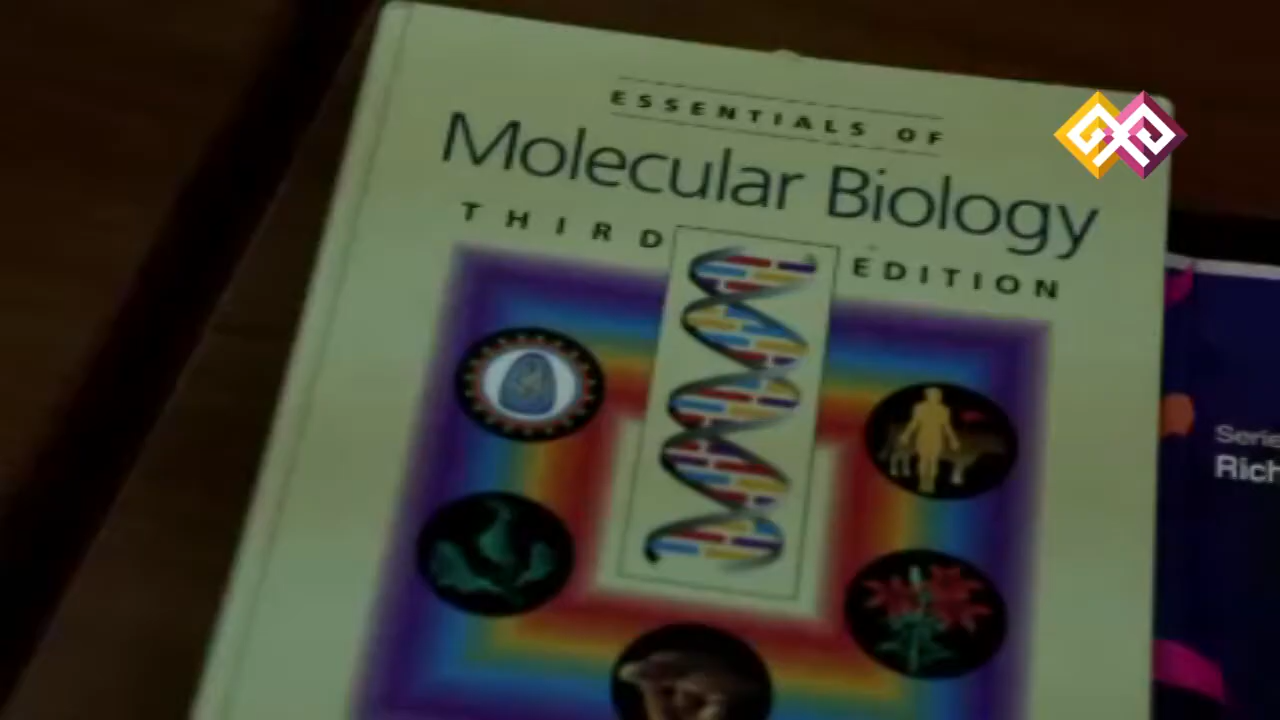 ESSENTIALS OF
Molecular Biology
THIRD EDITION
Serie
Rich